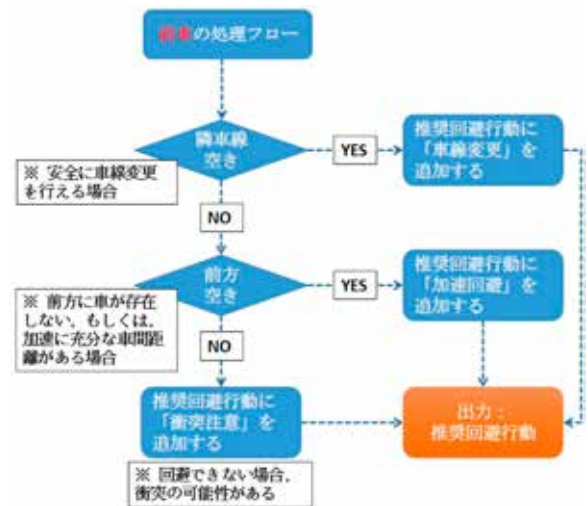 の処理フロー
隣車線
空き
YES
推奨回避行動に
「車線変更」を
追加する
※ 安全に車線変更
を行える場合
NO
前方
空き
YES
推奨回避行動に
「加速回避」を
追加する
※ 前方に車が存在
しない、もしくは、
加速に充分な車間距
離がある場合
NO
推奨回避行動に
「衝突注意」を
追加する
出力：
推奨回避行動
※ 回避できない場合、
衝突の可能性がある